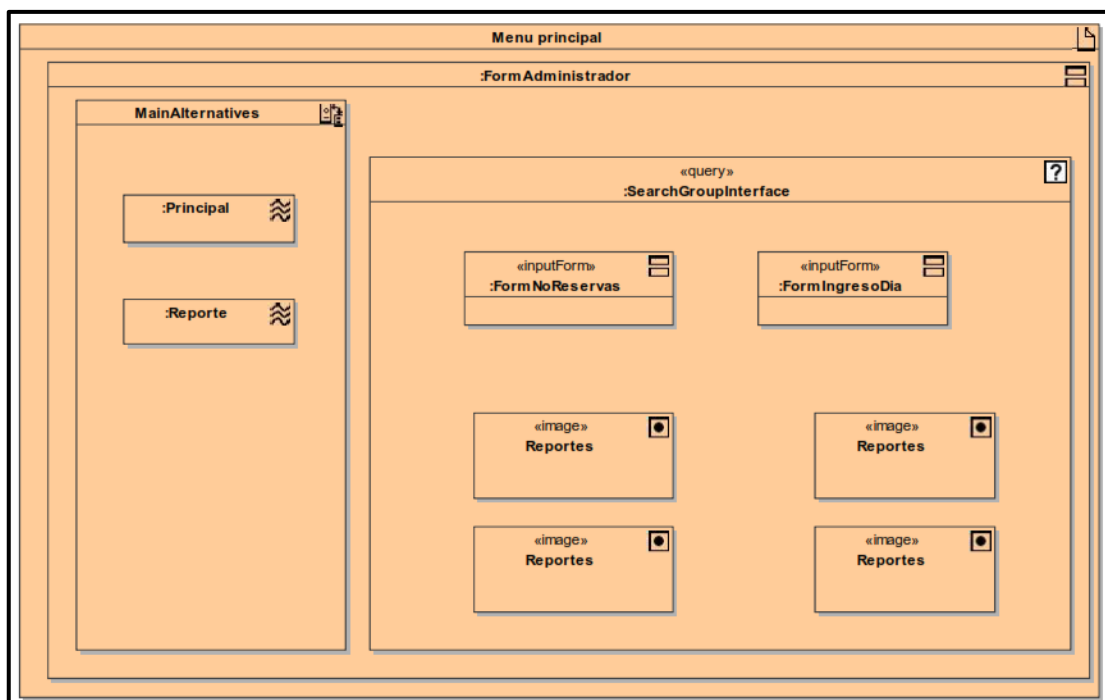 Menu principal
:FormAdministrador
MainAlternatives
:Principal
:Reporte
«query»
:SearchGroupInterface
?
«inputForm»
:FormNoReservas
«inputForm»
:FormIngresoDia
«image»
Reportes
«image»
Reportes
«image»
Reportes
«image»
Reportes